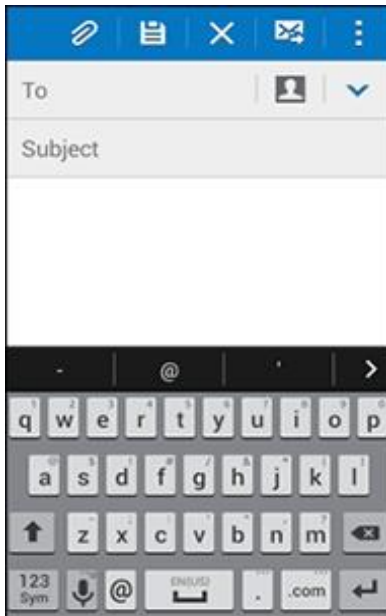 To
Subject
- @ '
q w e r t y u i o p
a s d f g h j k l
z x c v b n m
123
Sym @ EN(US) . .com